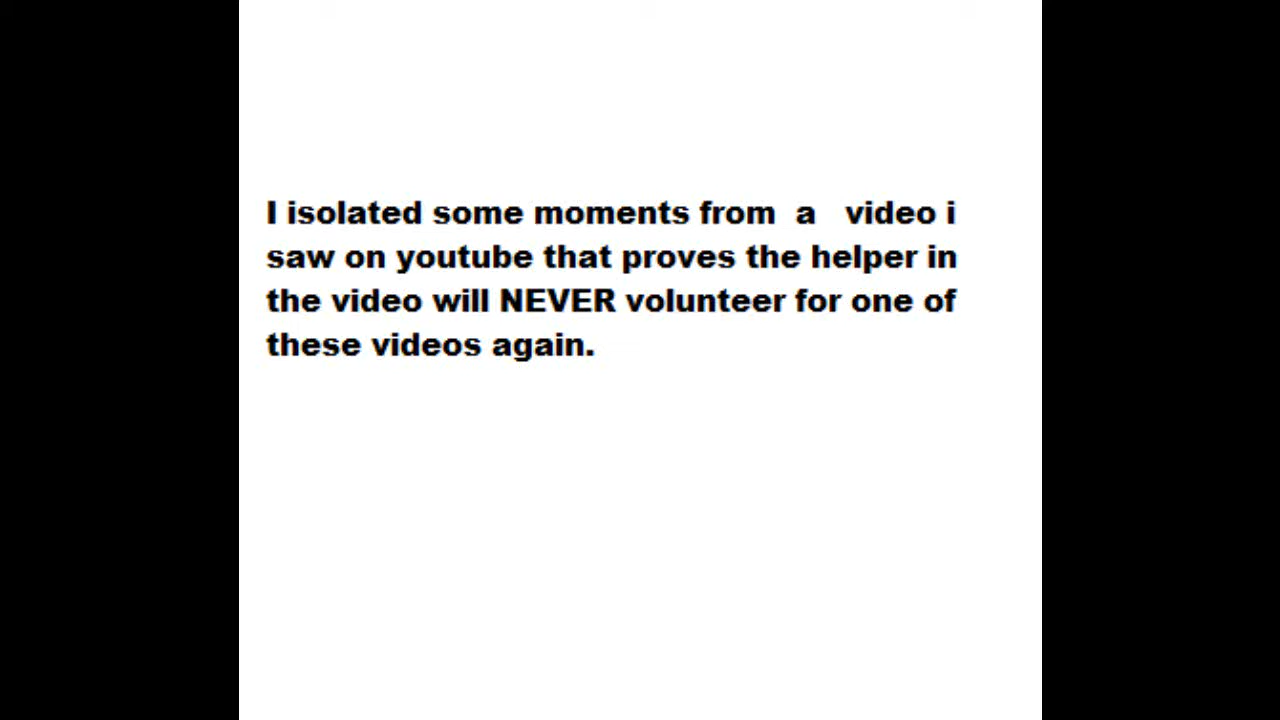 I isolated some moments from a video i
saw on youtube that proves the helper in
the video will NEVER volunteer for one of
these videos again.